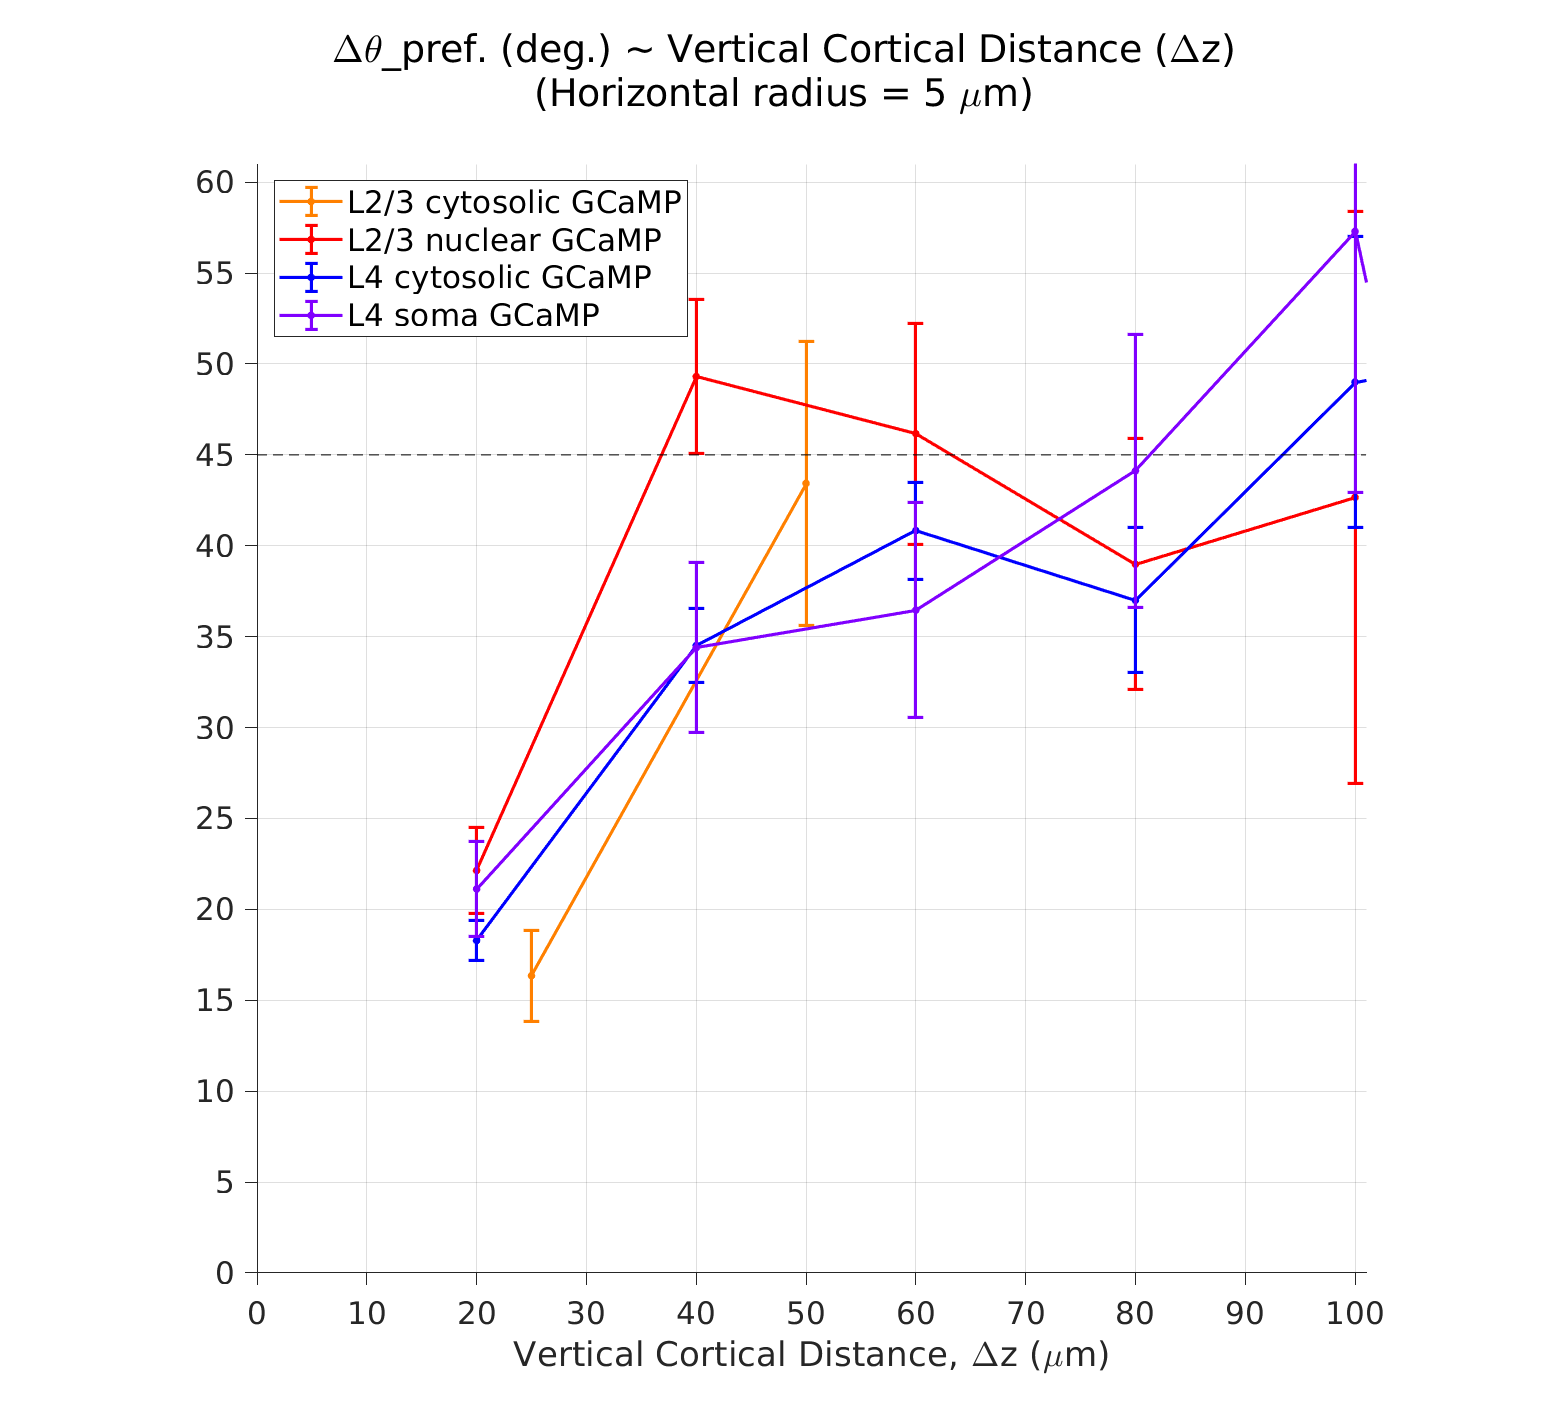 Δθ_pref. (deg.) ~ Vertical Cortical Distance (Δz)
(Horizontal radius = 5 μm)
60
55
50
45
40
35
30
25
20
15
10
5
0
L2/3 cytosolic GCaMP
L2/3 nuclear GCaMP
L4 cytosolic GCaMP
L4 soma GCaMP
0 10 20 30 40 50 60 70 80 90 100
Vertical Cortical Distance, Δz (μm)